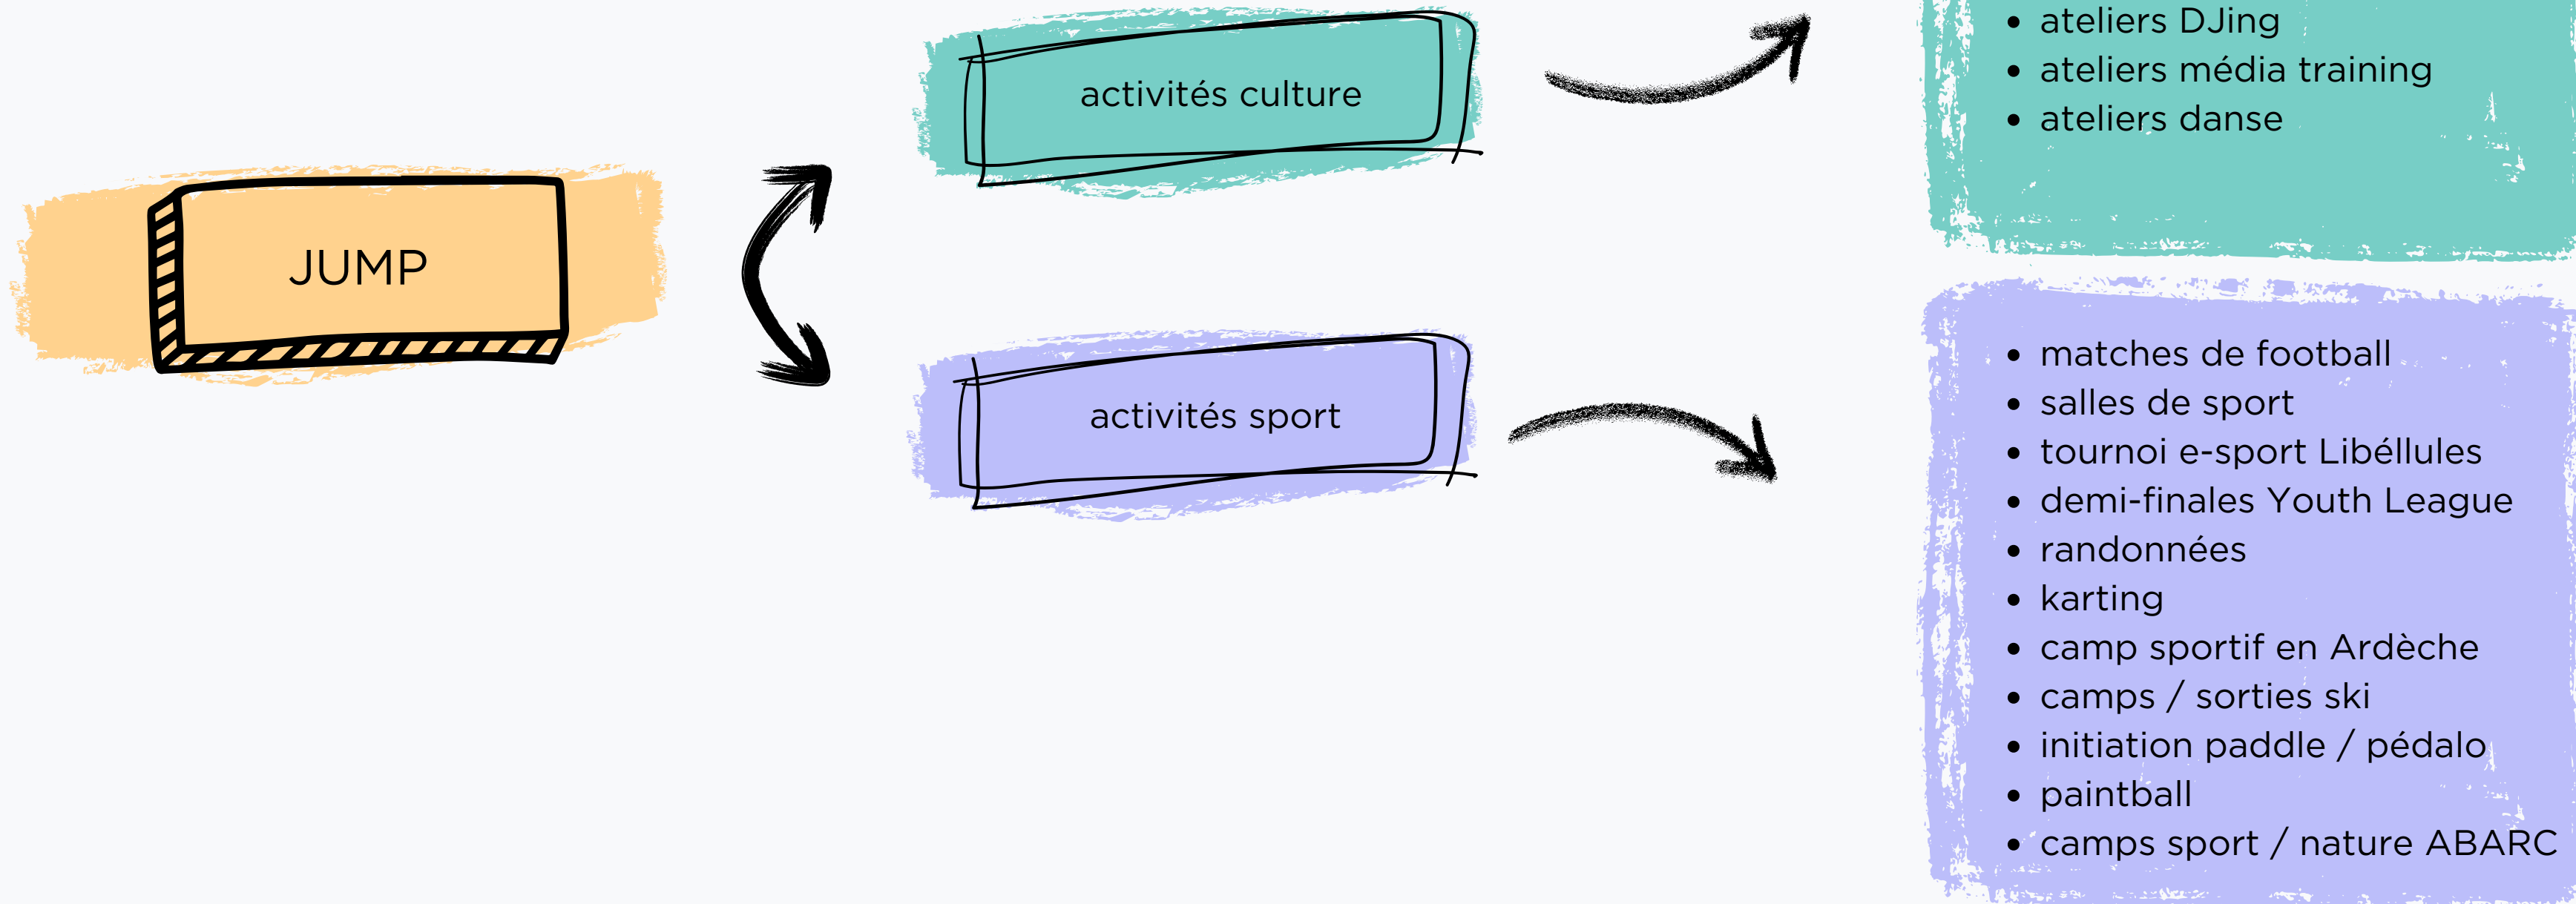 JUMP
activités culture
• ateliers DJing
• ateliers média training
• ateliers danse
activités sport
• matches de football
• salles de sport
• tournoi e-sport Libéllules
• demi-finales Youth League
• randonnées
• karting
• camp sportif en Ardèche
• camps / sorties ski
• initiation paddle / pédalo
• paintball
• camps sport / nature ABARC